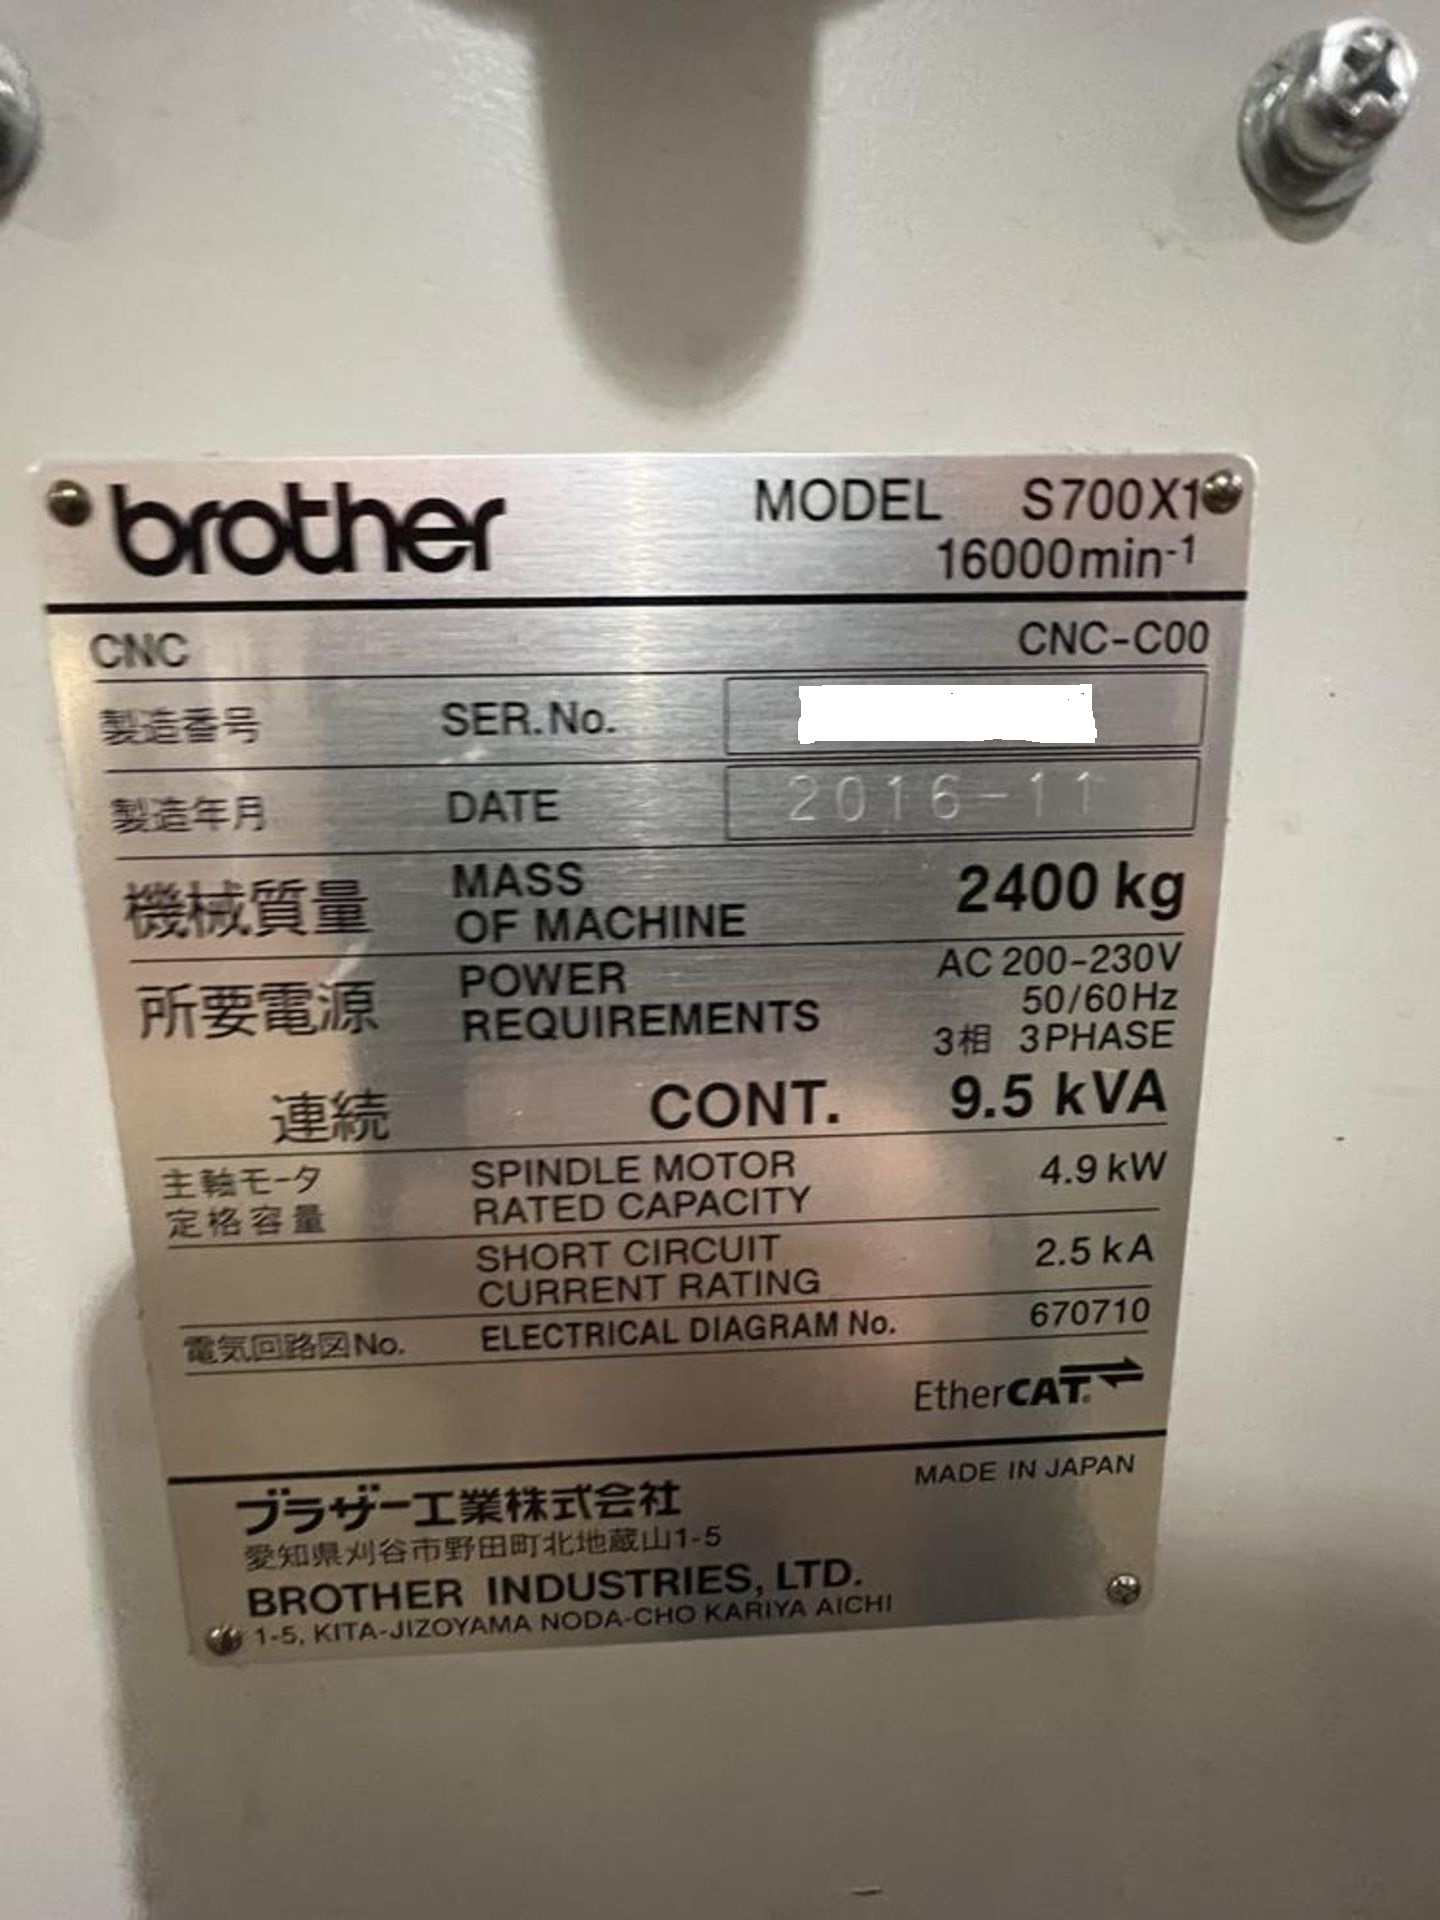 brother MODEL S700X1
16000min-1
CNC CNC-C00
製造番号 SER.No.
製造年月 DATE 2016-11
機械質量 MASS OF MACHINE 2400 kg
所要電源 POWER REQUIREMENTS AC 200-230V
50/60Hz
3相 3PHASE
連続 CONT. 9.5 kVA
主軸モータ SPINDLE MOTOR 4.9 kW
定格容量 RATED CAPACITY
SHORT CIRCUIT 2.5 kA
CURRENT RATING
電気回路図No. ELECTRICAL DIAGRAM No. 670710
EtherCAT®
MADE IN JAPAN
ブラザー工業株式会社
愛知県刈谷市野田町北地蔵山1-5
BROTHER INDUSTRIES, LTD.
1-5, KITA-JIZOYAMA NODA-CHO KARIYA AICHI